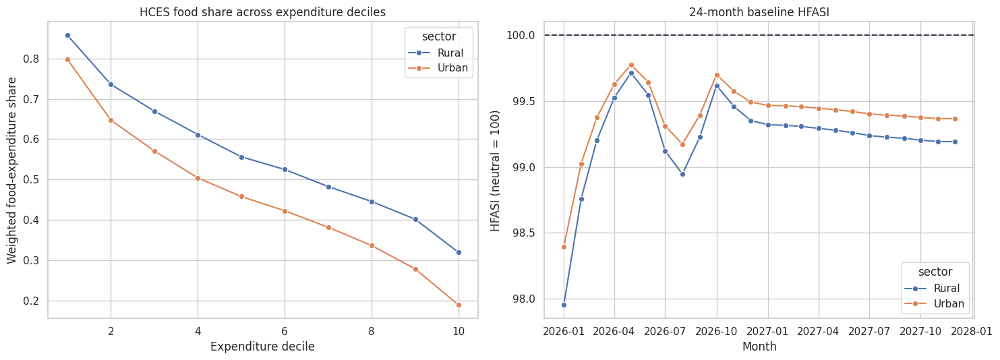 HCES food share across expenditure deciles
Weighted food-expenditure share
0.8
0.7
0.6
0.5
0.4
0.3
0.2
sector
Rural
Urban
2 4 6 8 10
Expenditure decile
24-month baseline HFASI
HFASI (neutral = 100)
100.0
99.5
99.0
98.5
98.0
sector
Rural
Urban
2026-01 2026-04 2026-07 2026-10 2027-01 2027-04 2027-07 2027-10 2028-01
Month